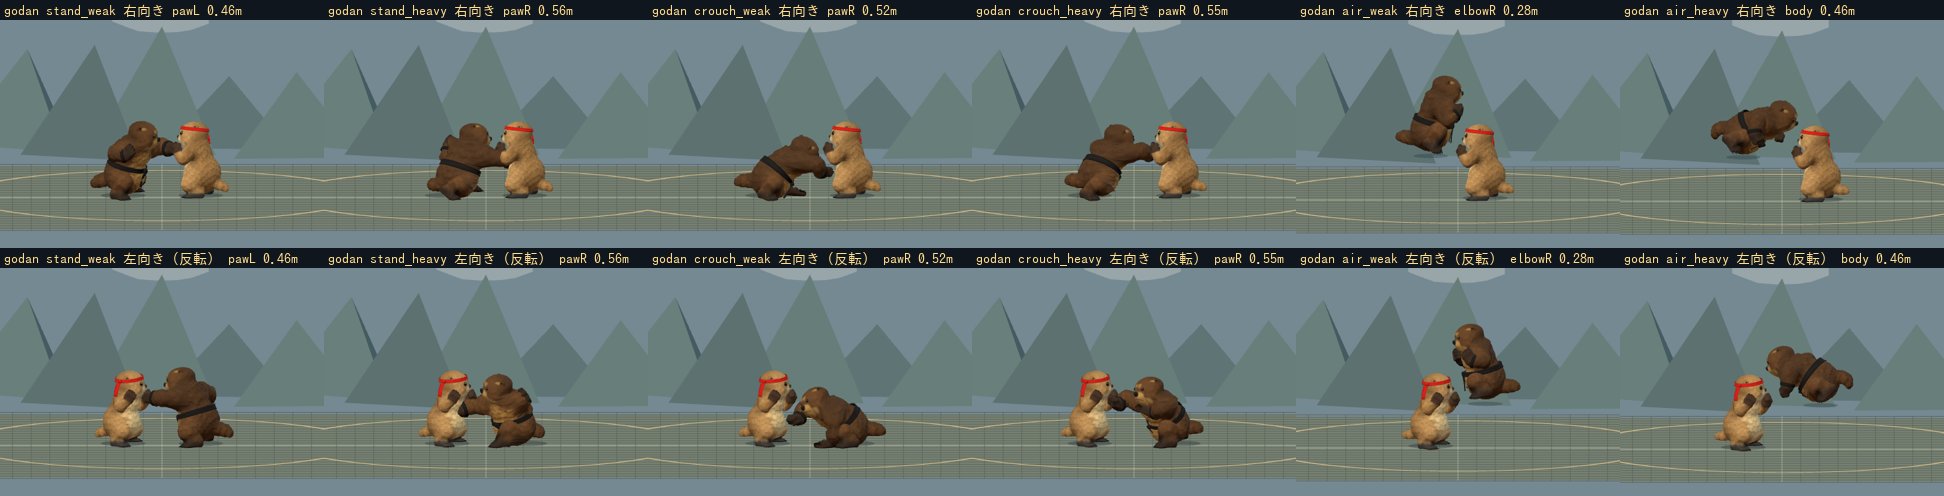 godan stand_weak 右向き pawL 0.46m
godan stand_heavy 右向き pawR 0.56m
godan crouch_weak 右向き pawR 0.52m
godan crouch_heavy 右向き pawR 0.55m
godan air_weak 右向き elbowR 0.28m
godan air_heavy 右向き body 0.46m
godan stand_weak 左向き（反転） pawL 0.46m
godan stand_heavy 左向き（反転） pawR 0.56m
godan crouch_weak 左向き（反転） pawR 0.52m
godan crouch_heavy 左向き（反転） pawR 0.55m
godan air_weak 左向き（反転） elbowR 0.28m
godan air_heavy 左向き（反転） body 0.46m